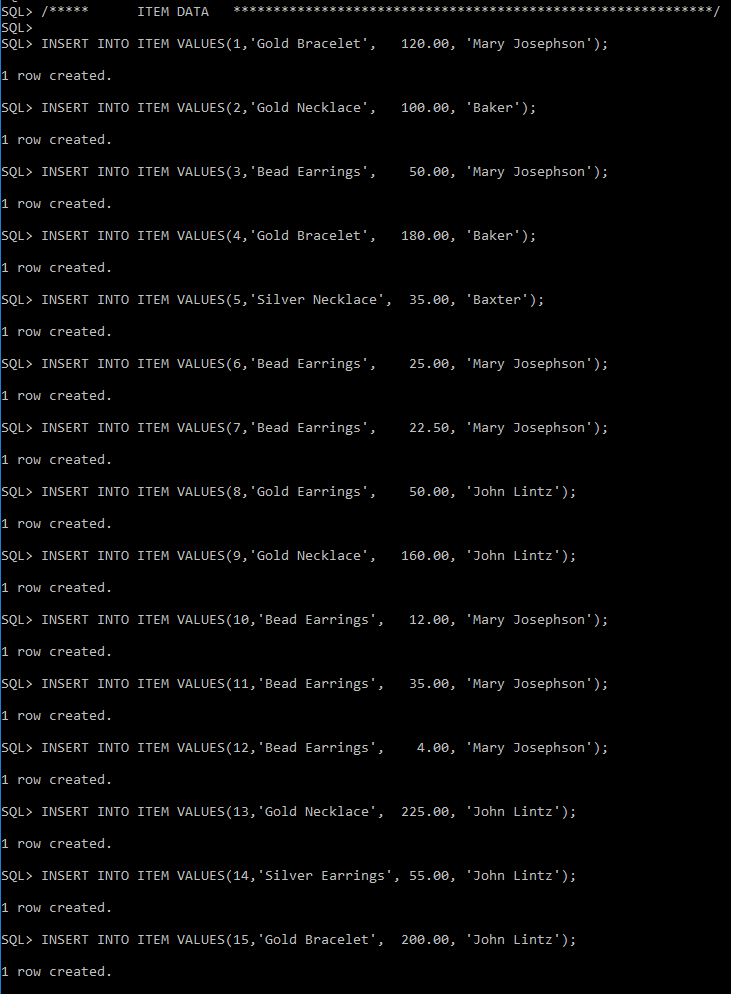 SQL> /*****      ITEM DATA   ************************************************************/
SQL>
SQL> INSERT INTO ITEM VALUES(1,'Gold Bracelet',   120.00, 'Mary Josephson');
1 row created.
SQL> INSERT INTO ITEM VALUES(2,'Gold Necklace',   100.00, 'Baker');
1 row created.
SQL> INSERT INTO ITEM VALUES(3,'Bead Earrings',    50.00, 'Mary Josephson');
1 row created.
SQL> INSERT INTO ITEM VALUES(4,'Gold Bracelet',   180.00, 'Baker');
1 row created.
SQL> INSERT INTO ITEM VALUES(5,'Silver Necklace',  35.00, 'Baxter');
1 row created.
SQL> INSERT INTO ITEM VALUES(6,'Bead Earrings',    25.00, 'Mary Josephson');
1 row created.
SQL> INSERT INTO ITEM VALUES(7,'Bead Earrings',    22.50, 'Mary Josephson');
1 row created.
SQL> INSERT INTO ITEM VALUES(8,'Gold Earrings',    50.00, 'John Lintz');
1 row created.
SQL> INSERT INTO ITEM VALUES(9,'Gold Necklace',   160.00, 'John Lintz');
1 row created.
SQL> INSERT INTO ITEM VALUES(10,'Bead Earrings',   12.00, 'Mary Josephson');
1 row created.
SQL> INSERT INTO ITEM VALUES(11,'Bead Earrings',   35.00, 'Mary Josephson');
1 row created.
SQL> INSERT INTO ITEM VALUES(12,'Bead Earrings',    4.00, 'Mary Josephson');
1 row created.
SQL> INSERT INTO ITEM VALUES(13,'Gold Necklace',  225.00, 'John Lintz');
1 row created.
SQL> INSERT INTO ITEM VALUES(14,'Silver Earrings', 55.00, 'John Lintz');
1 row created.
SQL> INSERT INTO ITEM VALUES(15,'Gold Bracelet',  200.00, 'John Lintz');
1 row created.